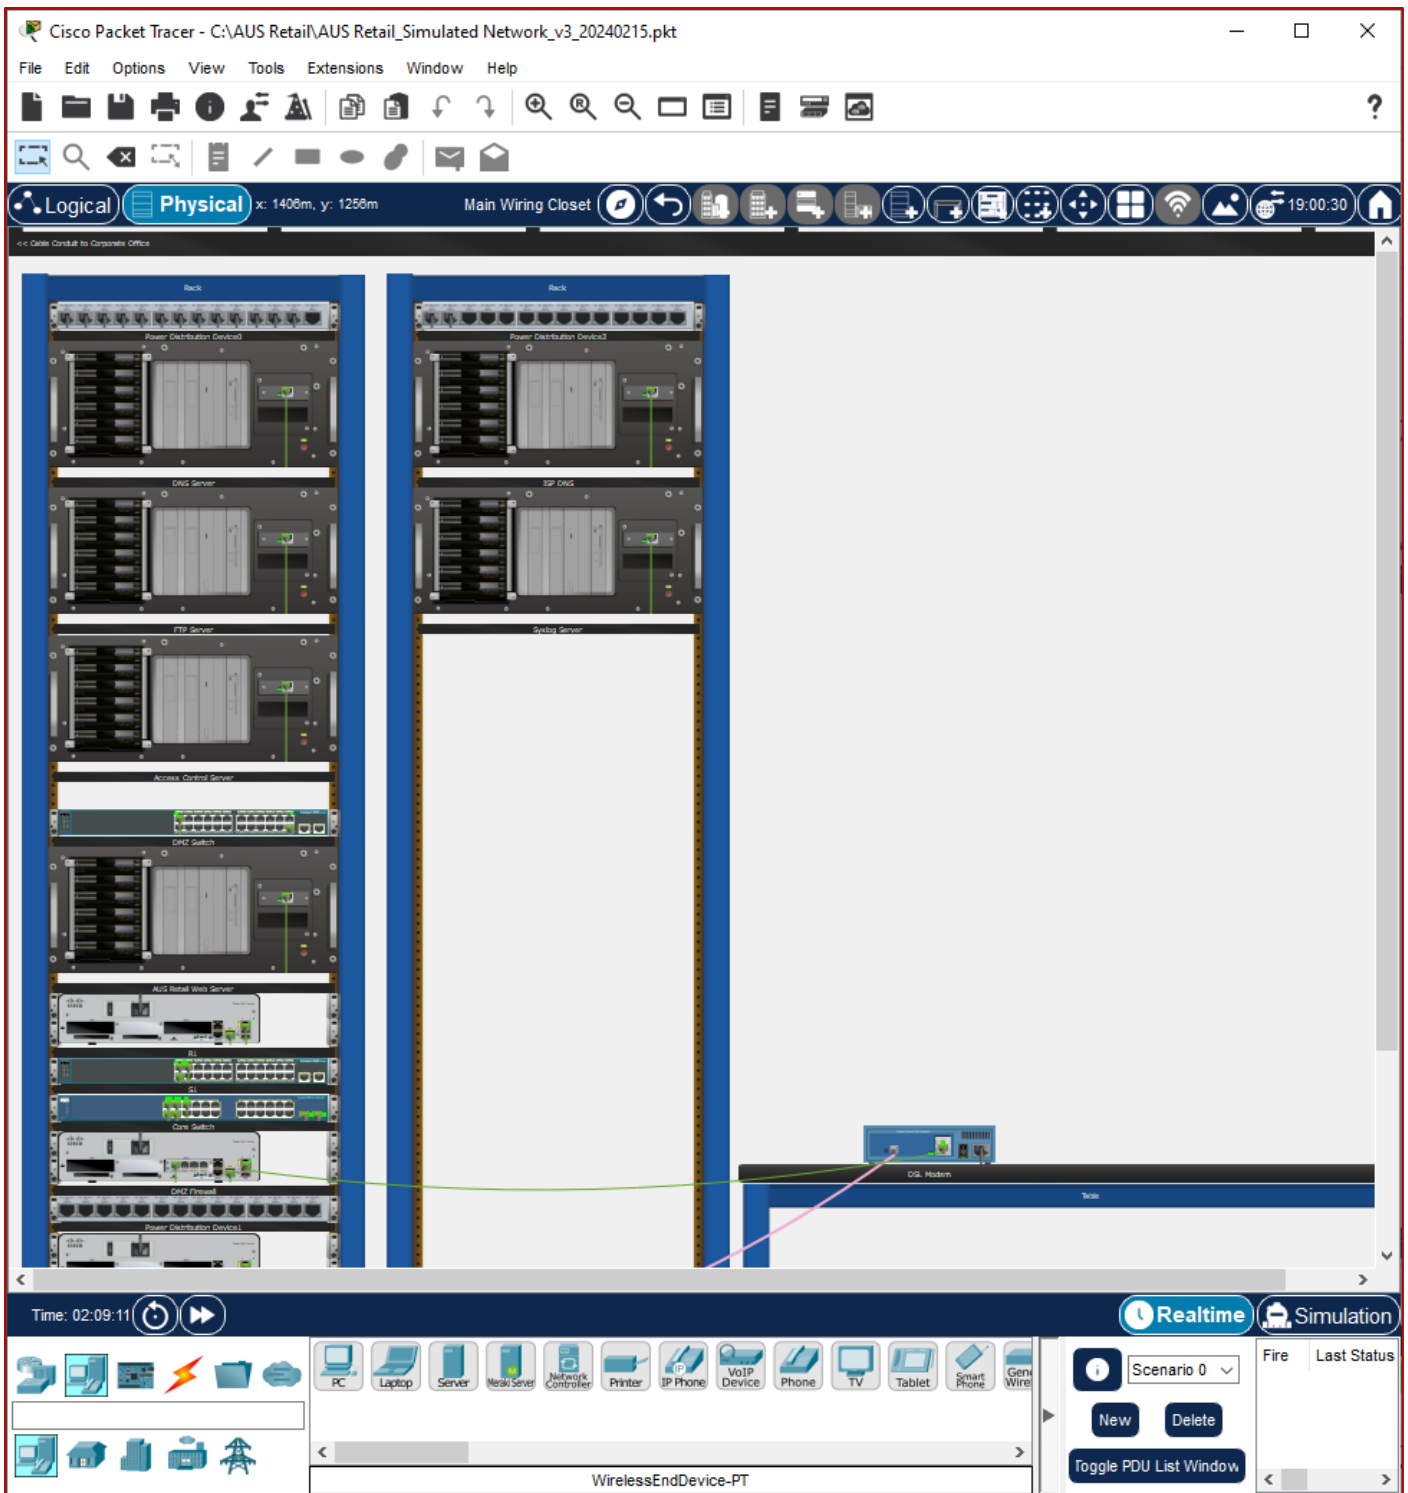 Cisco Packet Tracer - C:\AUS Retail\AUS Retail_Simulated Network_v3_20240215.pkt
File Edit Options View Tools Extensions Window Help
Logical Physical x: 1406m, y: 1256m Main Wiring Closet 19:00:30
<< Cable Conduit to Corporate Office
Rack Rack
Power Distribution Device0 Power Distribution Device2
DNS Server ISP DNS
FTP Server Syslog Server
Access Control Server
DMZ Switch
AUS Retail Web Server
R1
S1
Core Switch
DSL Modem
DMZ Firewall
Table
Power Distribution Device1
Time: 02:09:11 Realtime Simulation
PC Laptop Server Meraki Server Network Controller Printer IP Phone VoIP Device Phone TV Tablet Smart Phone
Scenario 0
Fire Last Status
New Delete
Toggle PDU List Window
WirelessEndDevice-PT